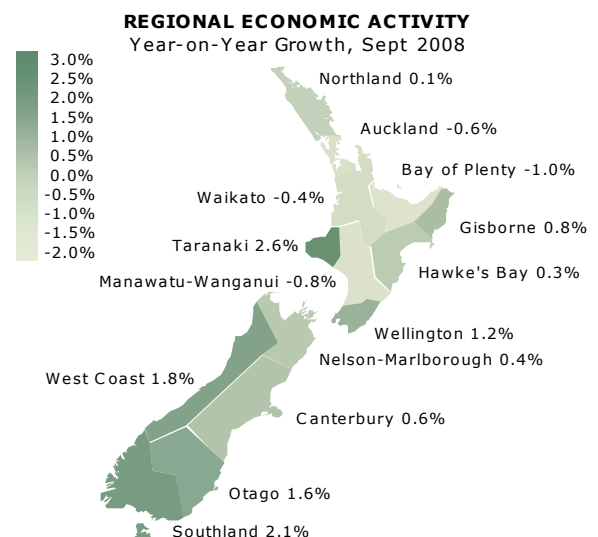 REGIONAL ECONOMIC ACTIVITY
Year-on-Year Growth, Sept 2008
3.0%
2.5%
2.0%
1.5%
1.0%
0.5%
0.0%
-0.5%
-1.0%
-1.5%
-2.0%
Northland 0.1%
Auckland -0.6%
Bay of Plenty -1.0%
Waikato -0.4%
Gisborne 0.8%
Taranaki 2.6%
Hawke's Bay 0.3%
Manawatu-Wanganui -0.8%
Wellington 1.2%
Nelson-Marlborough 0.4%
West Coast 1.8%
Canterbury 0.6%
Otago 1.6%
Southland 2.1%